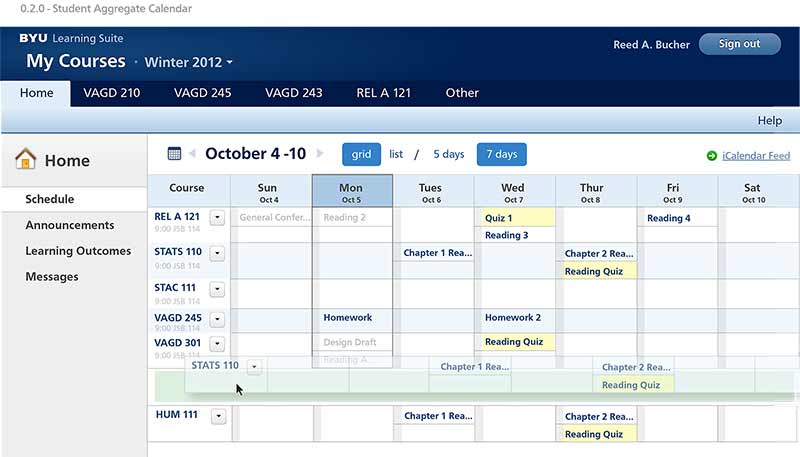 0.2.0 - Student Aggregate Calendar
BYU Learning Suite
Reed A. Bucher Sign out
My Courses · Winter 2012
Home VAGD 210 VAGD 245 VAGD 243 REL A 121 Other
Help
Home
Schedule
Announcements
Learning Outcomes
Messages
October 4 -10 grid list / 5 days 7 days iCalendar Feed
Course Sun Mon Tues Wed Thur Fri Sat
Oct 4 Oct 5 Oct 6 Oct 7 Oct 8 Oct 9 Oct 10
REL A 121 General Confer... Reading 2 Quiz 1 Reading 4
9:00 JSB 114 Reading 3
STATS 110 Chapter 1 Rea... Chapter 2 Rea...
9:00 JSB 114 Reading Quiz
STAC 111
9:00 JSB 114
VAGD 245 Homework Homework 2
9:00 JSB 114
VAGD 301 Design Draft Reading Quiz
9:00 JSB 114 Reading A...
STATS 110 Chapter 1 Rea... Chapter 2 Rea...
Reading Quiz
HUM 111 Chapter 1 Rea... Chapter 2 Rea...
9:00 JSB 114 Reading Quiz